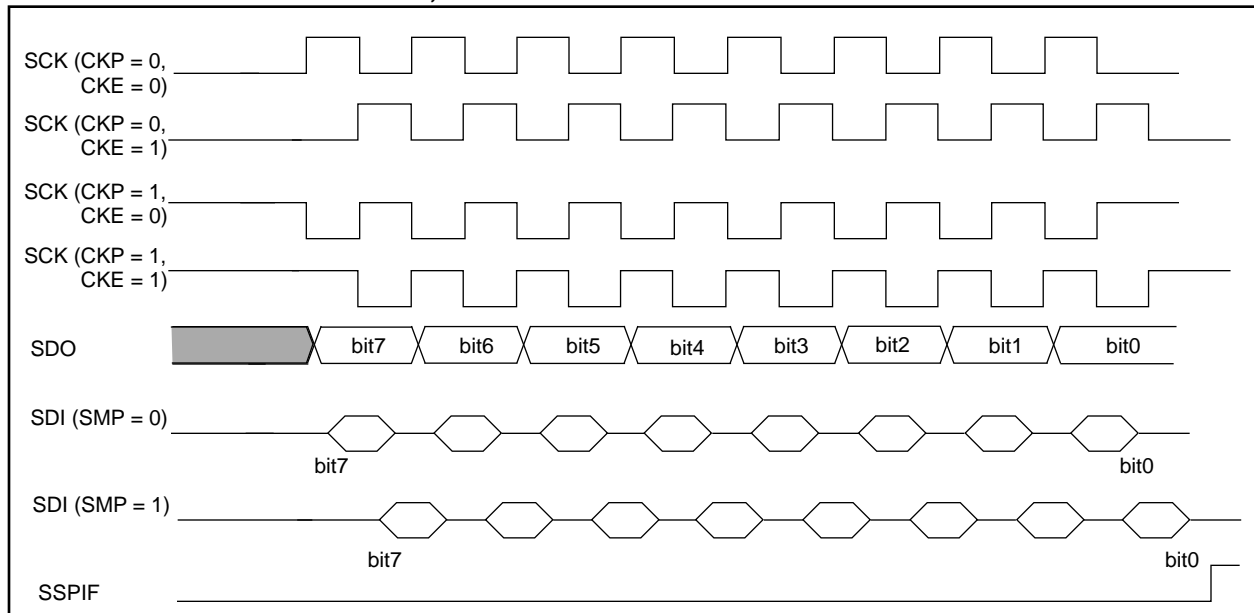 SCK (CKP = 0,
CKE = 0)
SCK (CKP = 0,
CKE = 1)
SCK (CKP = 1,
CKE = 0)
SCK (CKP = 1,
CKE = 1)
SDO bit7 bit6 bit5 bit4 bit3 bit2 bit1 bit0
SDI (SMP = 0)
bit7 bit0
SDI (SMP = 1)
bit7 bit0
SSPIF